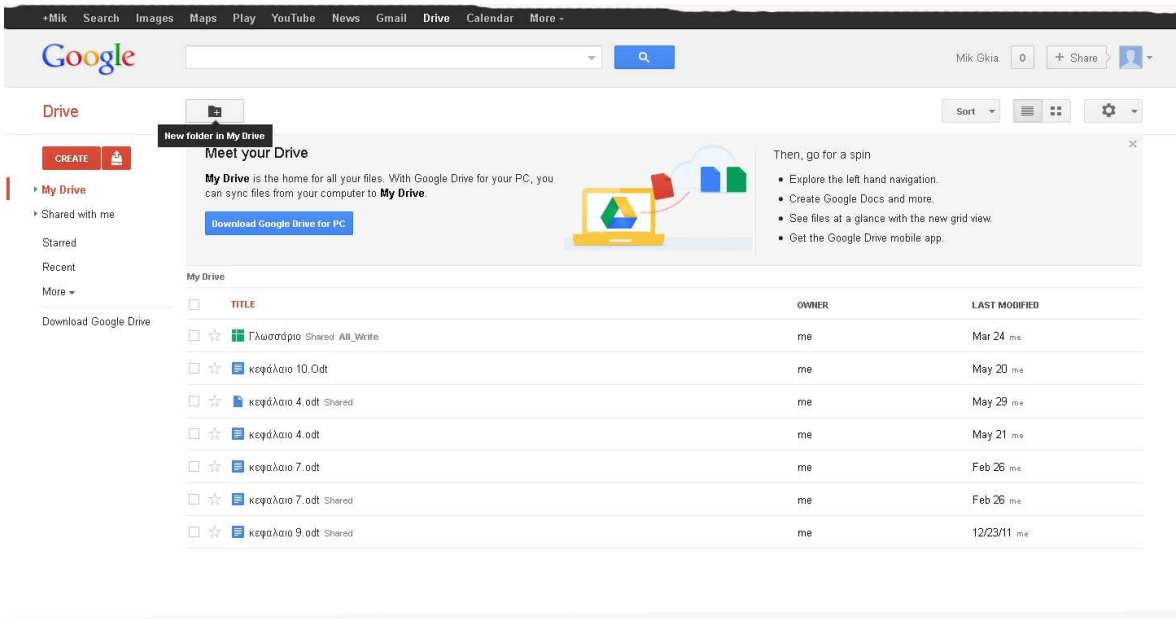 +Mik Search Images Maps Play YouTube News Gmail Drive Calendar More
Google
Mik Gkia 0 + Share
Drive
Sort
New folder in My Drive
CREATE
My Drive
Shared with me
Starred
Recent
More
Download Google Drive
Meet your Drive
My Drive is the home for all your files. With Google Drive for your PC, you
can sync files from your computer to My Drive.
Download Google Drive for PC
Then, go for a spin
• Explore the left hand navigation.
• Create Google Docs and more.
• See files at a glance with the new grid view.
• Get the Google Drive mobile app.
My Drive
TITLE OWNER LAST MODIFIED
Γλωσσάριο Shared All_Write me Mar 24 me
κεφάλαιο 10.Odt me May 20 me
κεφάλαιο 4.odt Shared me May 29 me
κεφάλαιο 4.odt me May 21 me
κεφαλαιο 7.odt me Feb 26 me
κεφαλαιο 7.odt Shared me Feb 26 me
κεφαλαιο 9.odt Shared me 12/23/11 me